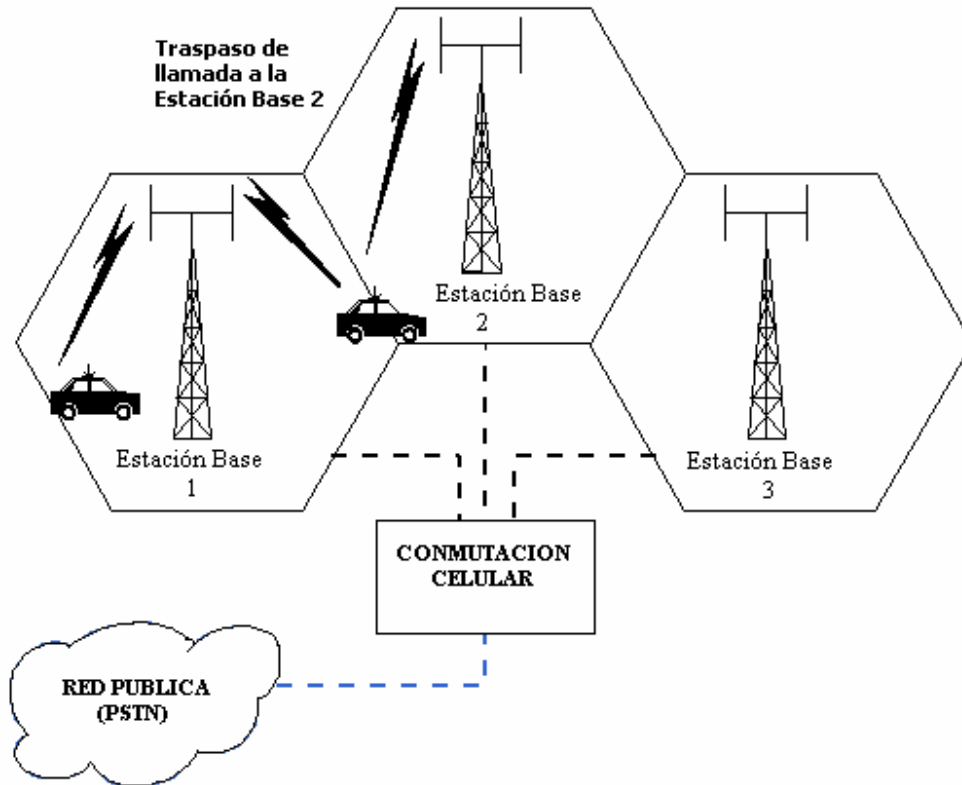 Traspaso de
llamada a la
Estación Base 2
Estación Base
2
Estación Base
1
Estación Base
3
CONMUTACION
CELULAR
RED PUBLICA
(PSTN)